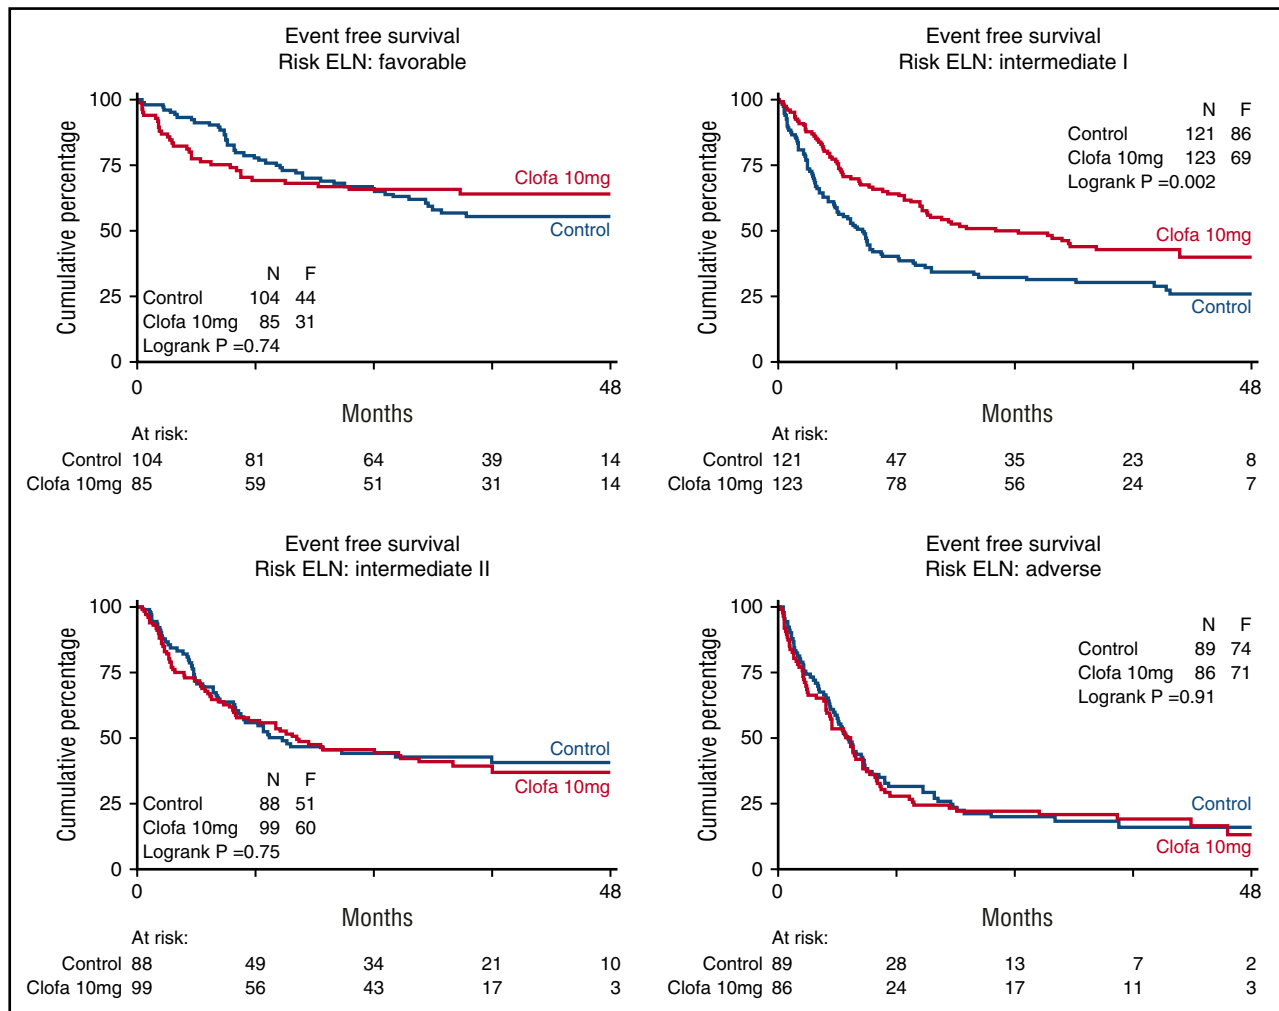 Event free survival
Risk ELN: favorable
Cumulative percentage
100
75
50
25
0
Clofa 10mg
Control
N F
Control 104 44
Clofa 10mg 85 31
Logrank P =0.74
0 48
Months
At risk:
Control 104 81 64 39 14
Clofa 10mg 85 59 51 31 14
Event free survival
Risk ELN: intermediate I
Cumulative percentage
100
75
50
25
0
N F
Control 121 86
Clofa 10mg 123 69
Logrank P =0.002
Clofa 10mg
Control
0 48
Months
At risk:
Control 121 47 35 23 8
Clofa 10mg 123 78 56 24 7
Event free survival
Risk ELN: intermediate II
Cumulative percentage
100
75
50
25
0
Control
Clofa 10mg
N F
Control 88 51
Clofa 10mg 99 60
Logrank P =0.75
0 48
Months
At risk:
Control 88 49 34 21 10
Clofa 10mg 99 56 43 17 3
Event free survival
Risk ELN: adverse
Cumulative percentage
100
75
50
25
0
N F
Control 89 74
Clofa 10mg 86 71
Logrank P =0.91
Control
Clofa 10mg
0 48
Months
At risk:
Control 89 28 13 7 2
Clofa 10mg 86 24 17 11 3